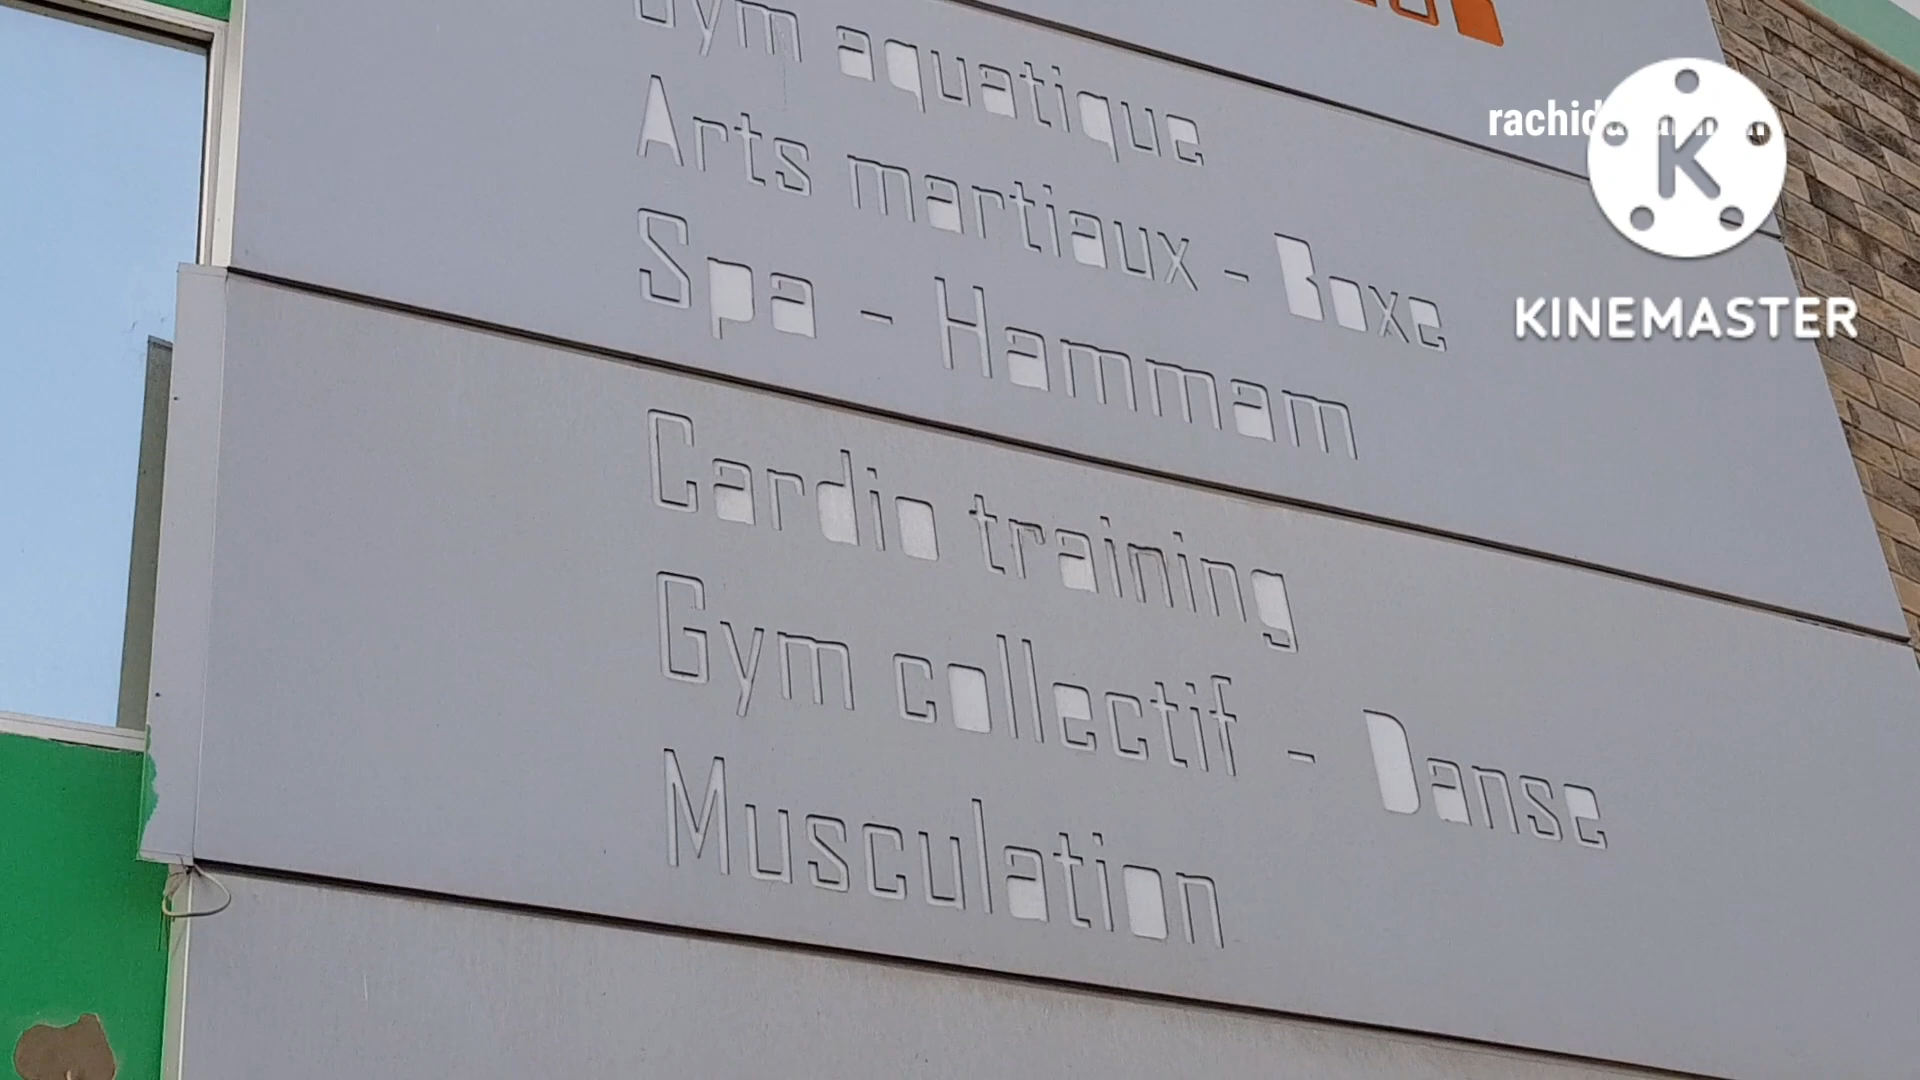 Gym aquatique
Arts martiaux - Boxe
Spa - Hammam
Cardio training
Gym collectif - Danse
Musculation
K
KINEMASTER